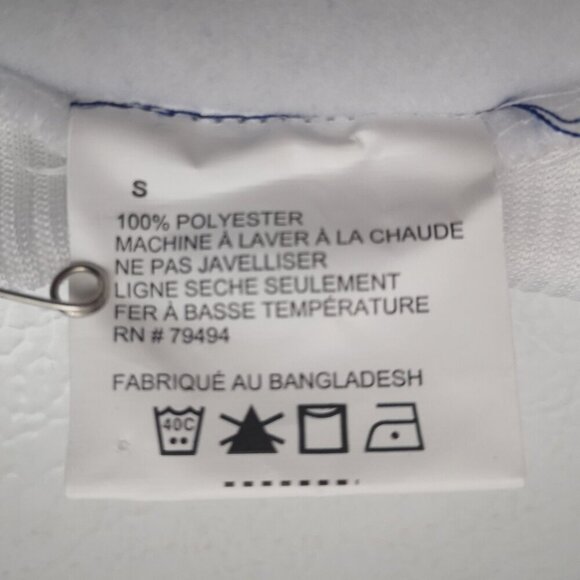 S
100% POLYESTER
MACHINE À LAVER À LA CHAUDE
NE PAS JAVELLISER
LIGNE SECHE SEULEMENT
FER À BASSE TEMPÉRATURE
RN # 79494
FABRIQUÉ AU BANGLADESH
40C